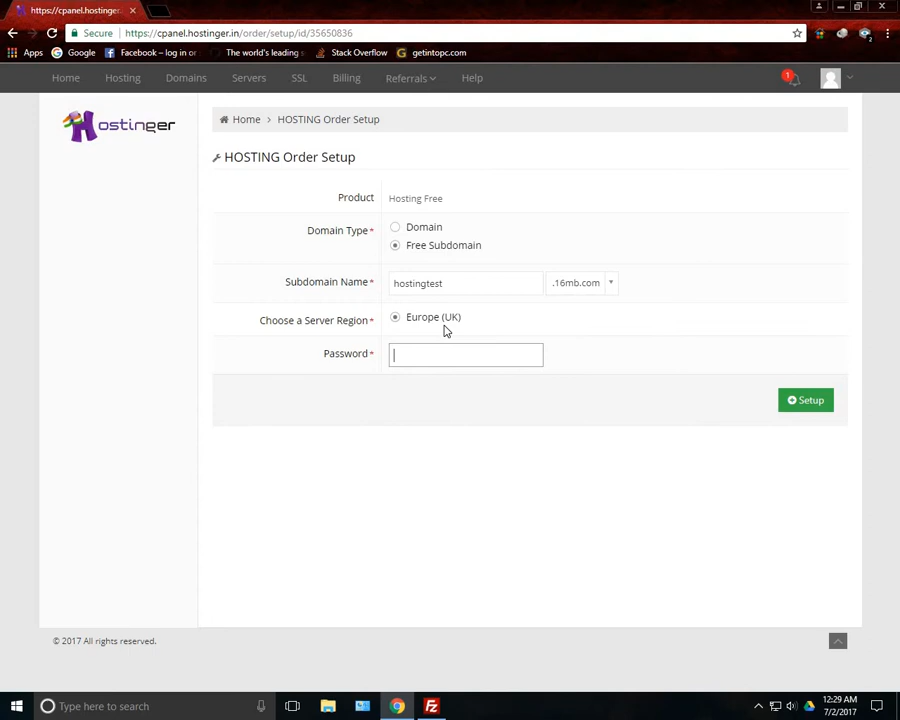 https://cpanel.hostinger.
Secure
https://cpanel.hostinger.in/order/setup/id/35650836
Apps
Google
Facebook – log in or
The world's leading s
Stack Overflow
getintopc.com
Home
Hosting
Domains
Servers
SSL
Billing
Referrals
Help
1
Hostinger
Home > HOSTING Order Setup
HOSTING Order Setup
Product
Hosting Free
Domain Type*
Domain
Free Subdomain
Subdomain Name*
hostingtest
.16mb.com
Choose a Server Region*
Europe (UK)
Password*
Setup
© 2017 All rights reserved.
Type here to search
12:29 AM
7/2/2017